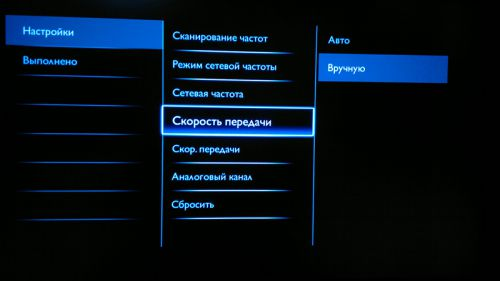 Настройки
Выполнено
Сканирование частот
Режим сетевой частоты
Сетевая частота
Скорость передачи
Скор. передачи
Аналоговый канал
Сбросить
Авто
Вручную